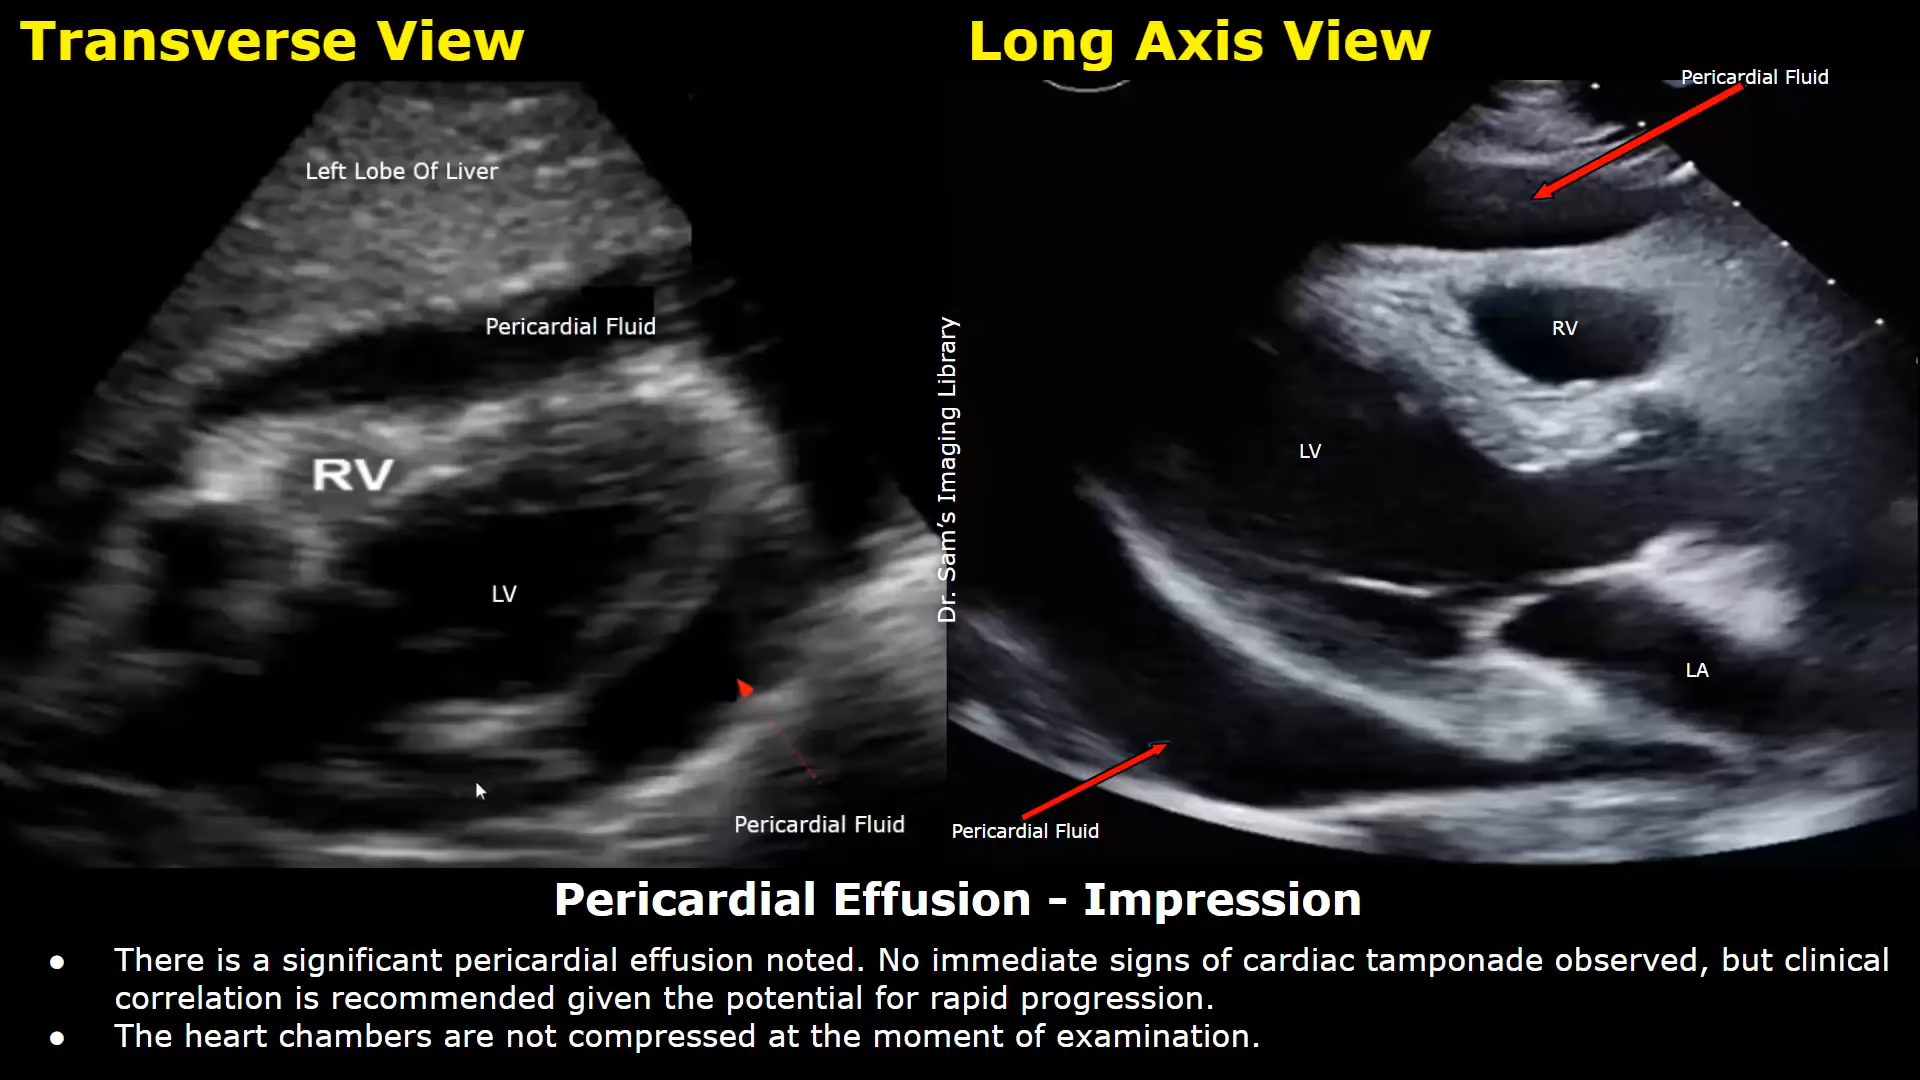 Transverse View
Left Lobe Of Liver
Pericardial Fluid
RV
LV
Pericardial Fluid
Dr. Sam's Imaging Library
Long Axis View
Pericardial Fluid
RV
LV
LA
Pericardial Fluid
Pericardial Effusion – Impression
● There is a significant pericardial effusion noted. No immediate signs of cardiac tamponade observed, but clinical
correlation is recommended given the potential for rapid progression.
● The heart chambers are not compressed at the moment of examination.